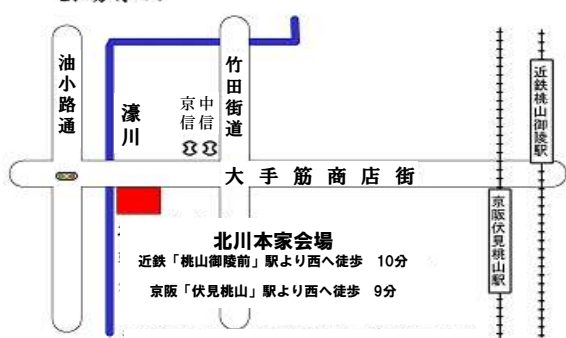 油小路通
濠川
京信
中信
竹田街道
近鉄桃山御陵駅
大手筋商店街
京阪伏見桃山駅
北川本家会場
近鉄「桃山御陵前」駅より西へ徒歩 10分
京阪「伏見桃山」駅より西へ徒歩 9分